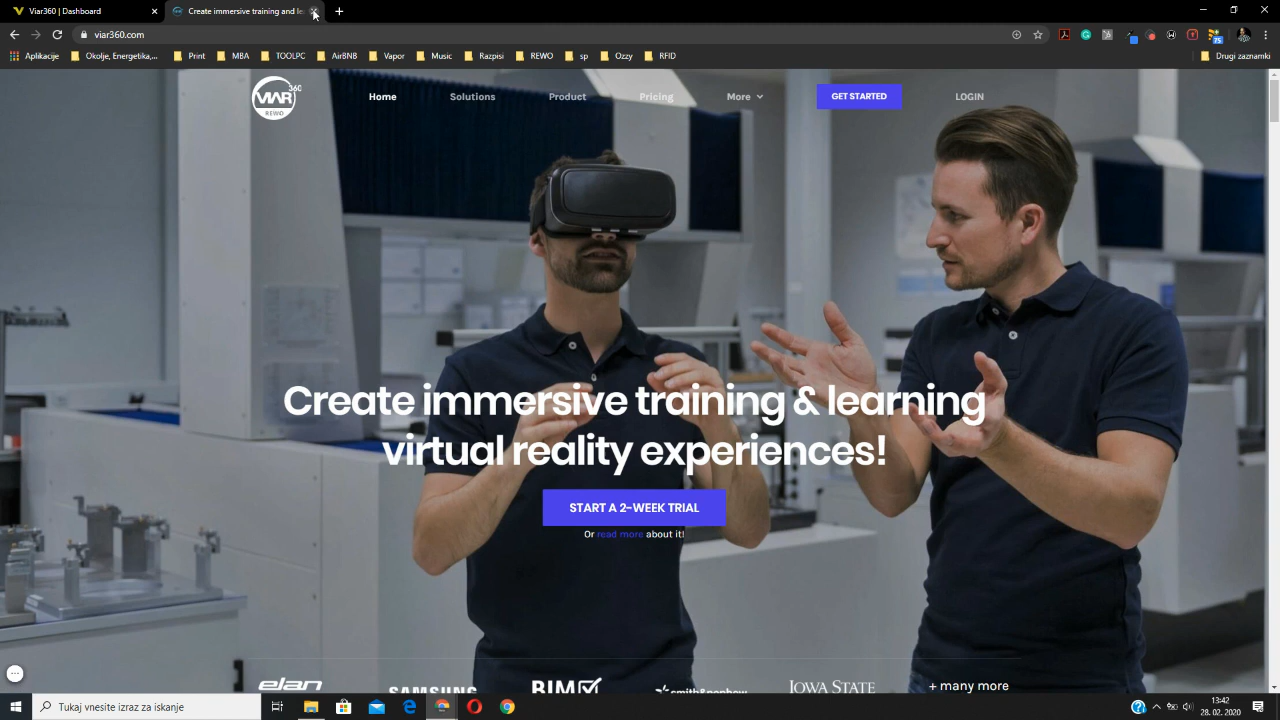 Viar360 | Dashboard
Create immersive training and le
viar360.com
Aplikacije
Okolje, Energetika,...
Print
MBA
TOOLPC
AirBNB
Vapor
Music
Razpisi
REWO
sp
Ozzy
RFID
Drugi zaznamki
75
VIAR 360
REWO
Home
Solutions
Product
Pricing
More
GET STARTED
LOGIN
Create immersive training & learning
virtual reality experiences!
START A 2-WEEK TRIAL
Or read more about it!
elan
SAMSUNG
BIM
smith&nephew
IOWA STATE
+ many more
Tukaj vnesite izraz za iskanje
13:42
28. 02. 2020